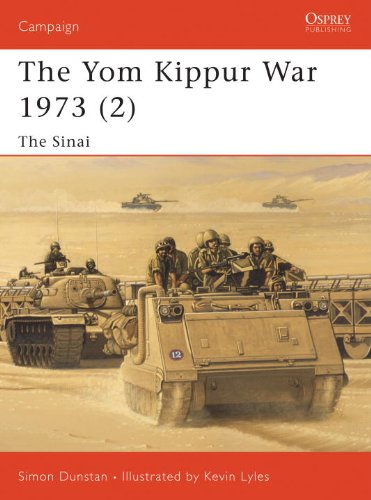 Campaign
OSPREY
PUBLISHING
The Yom Kippur War
1973 (2)
The Sinai
12
Simon Dunstan • Illustrated by Kevin Lyles